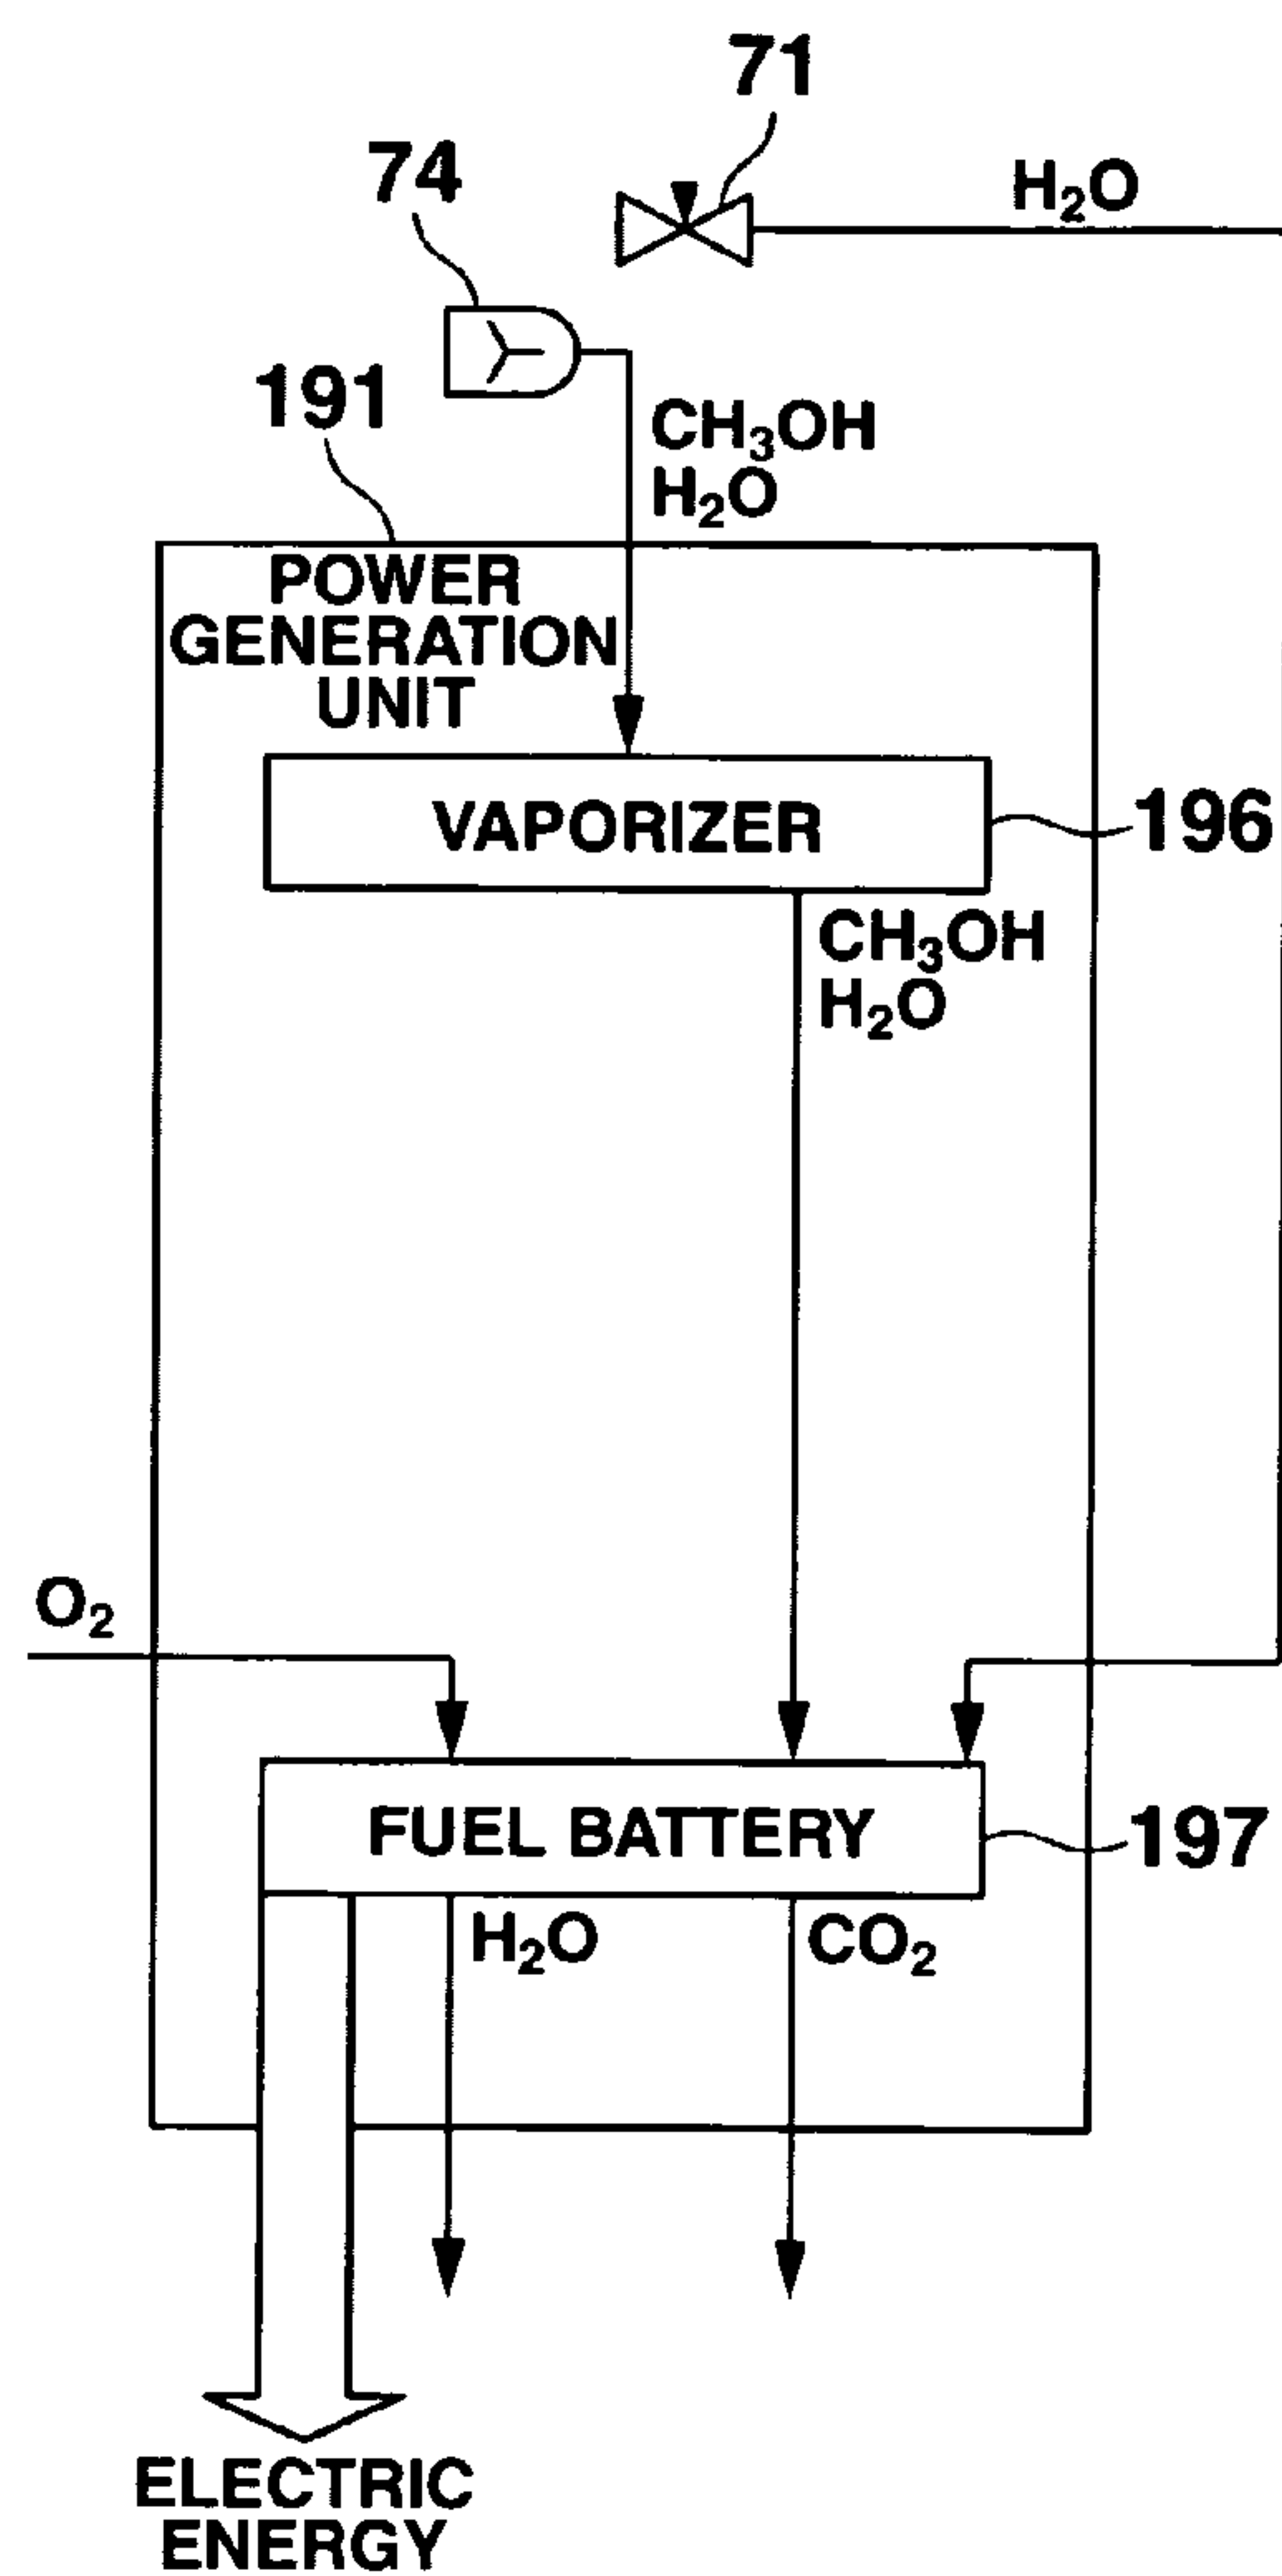 71
74
H₂O
191
CH₃OH
H₂O
POWER
GENERATION
UNIT
VAPORIZER
196
CH₃OH
H₂O
O₂
FUEL BATTERY
197
H₂O
CO₂
ELECTRIC
ENERGY